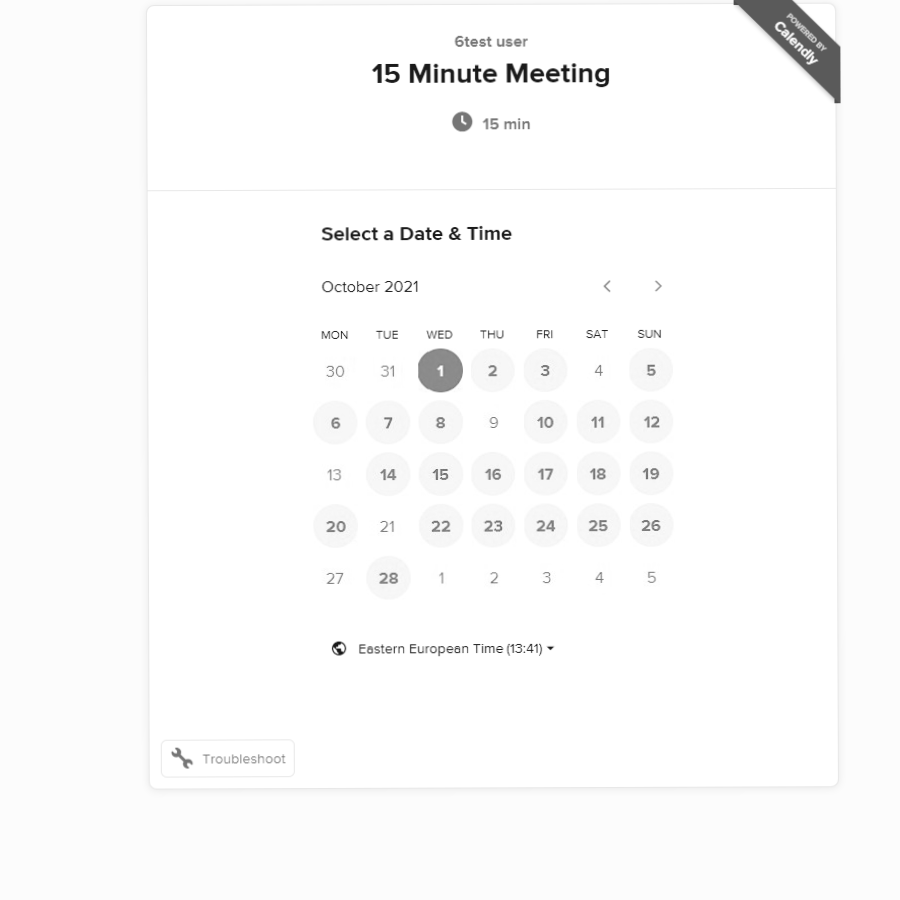 6test user
15 Minute Meeting
15 min
POWERED BY
Calendly
Select a Date & Time
October 2021
MON TUE WED THU FRI SAT SUN
30 31 1 2 3 4 5
6 7 8 9 10 11 12
13 14 15 16 17 18 19
20 21 22 23 24 25 26
27 28 1 2 3 4 5
Eastern European Time (13:41)
Troubleshoot